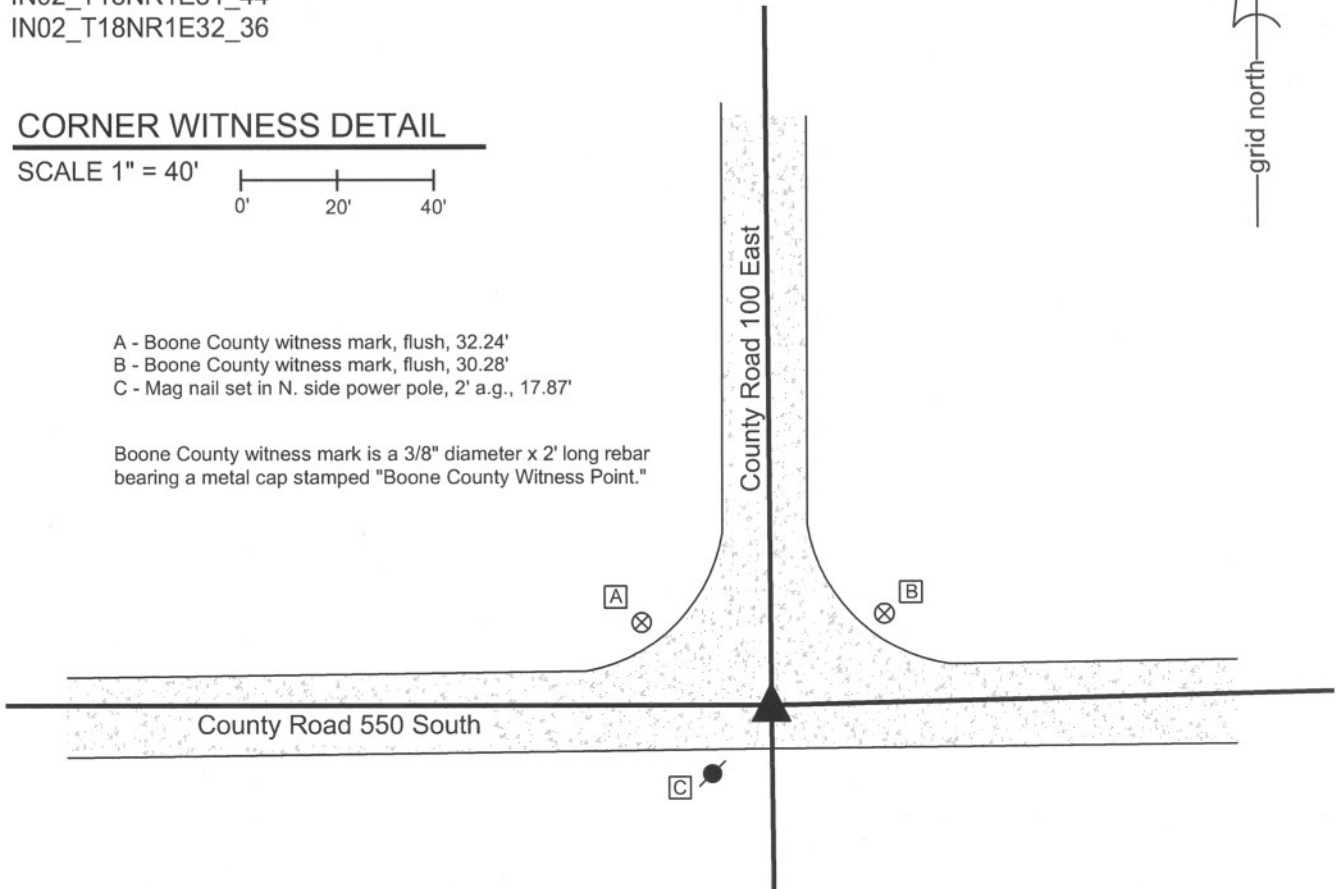 IN02_T18NR1E32_36
grid north
CORNER WITNESS DETAIL
SCALE 1" = 40'
0' 20' 40'
County Road 100 East
A - Boone County witness mark, flush, 32.24'
B - Boone County witness mark, flush, 30.28'
C - Mag nail set in N. side power pole, 2' a.g., 17.87'
Boone County witness mark is a 3/8" diameter x 2' long rebar
bearing a metal cap stamped "Boone County Witness Point."
A
B
County Road 550 South
C